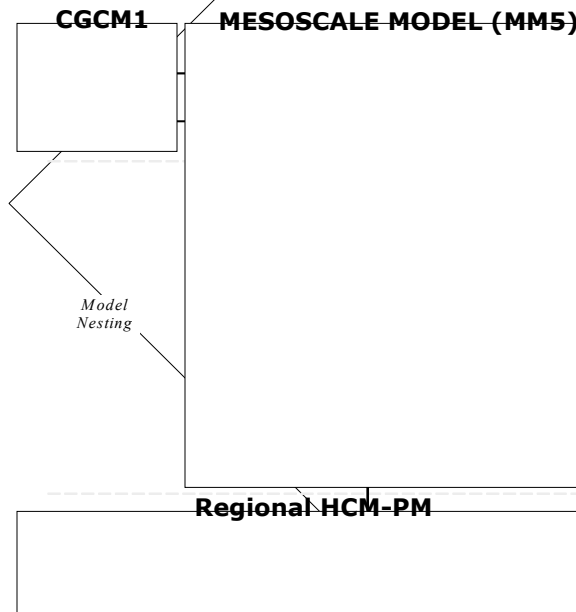 CGCM1
MESOSCALE MODEL (MM5)
Model
Nesting
Regional HCM-PM